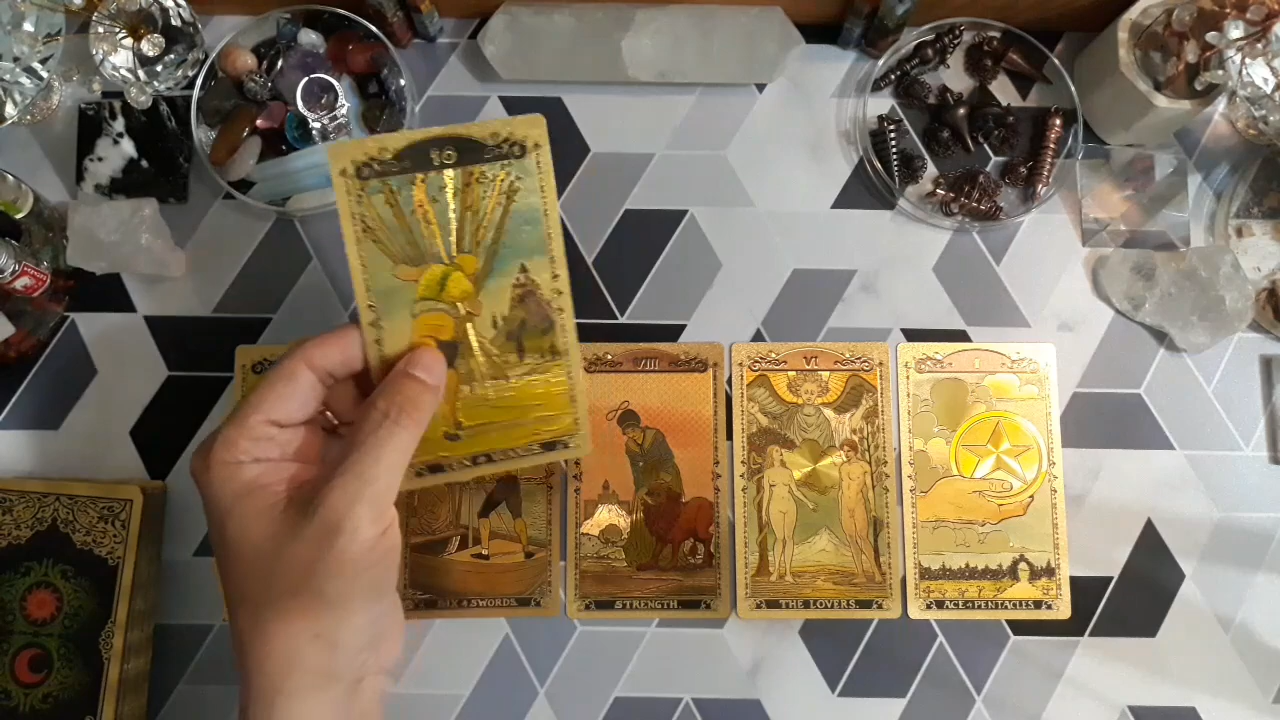 10
VIII
VI
I
SIX of SWORDS.
STRENGTH.
THE LOVERS.
ACE of PENTACLES